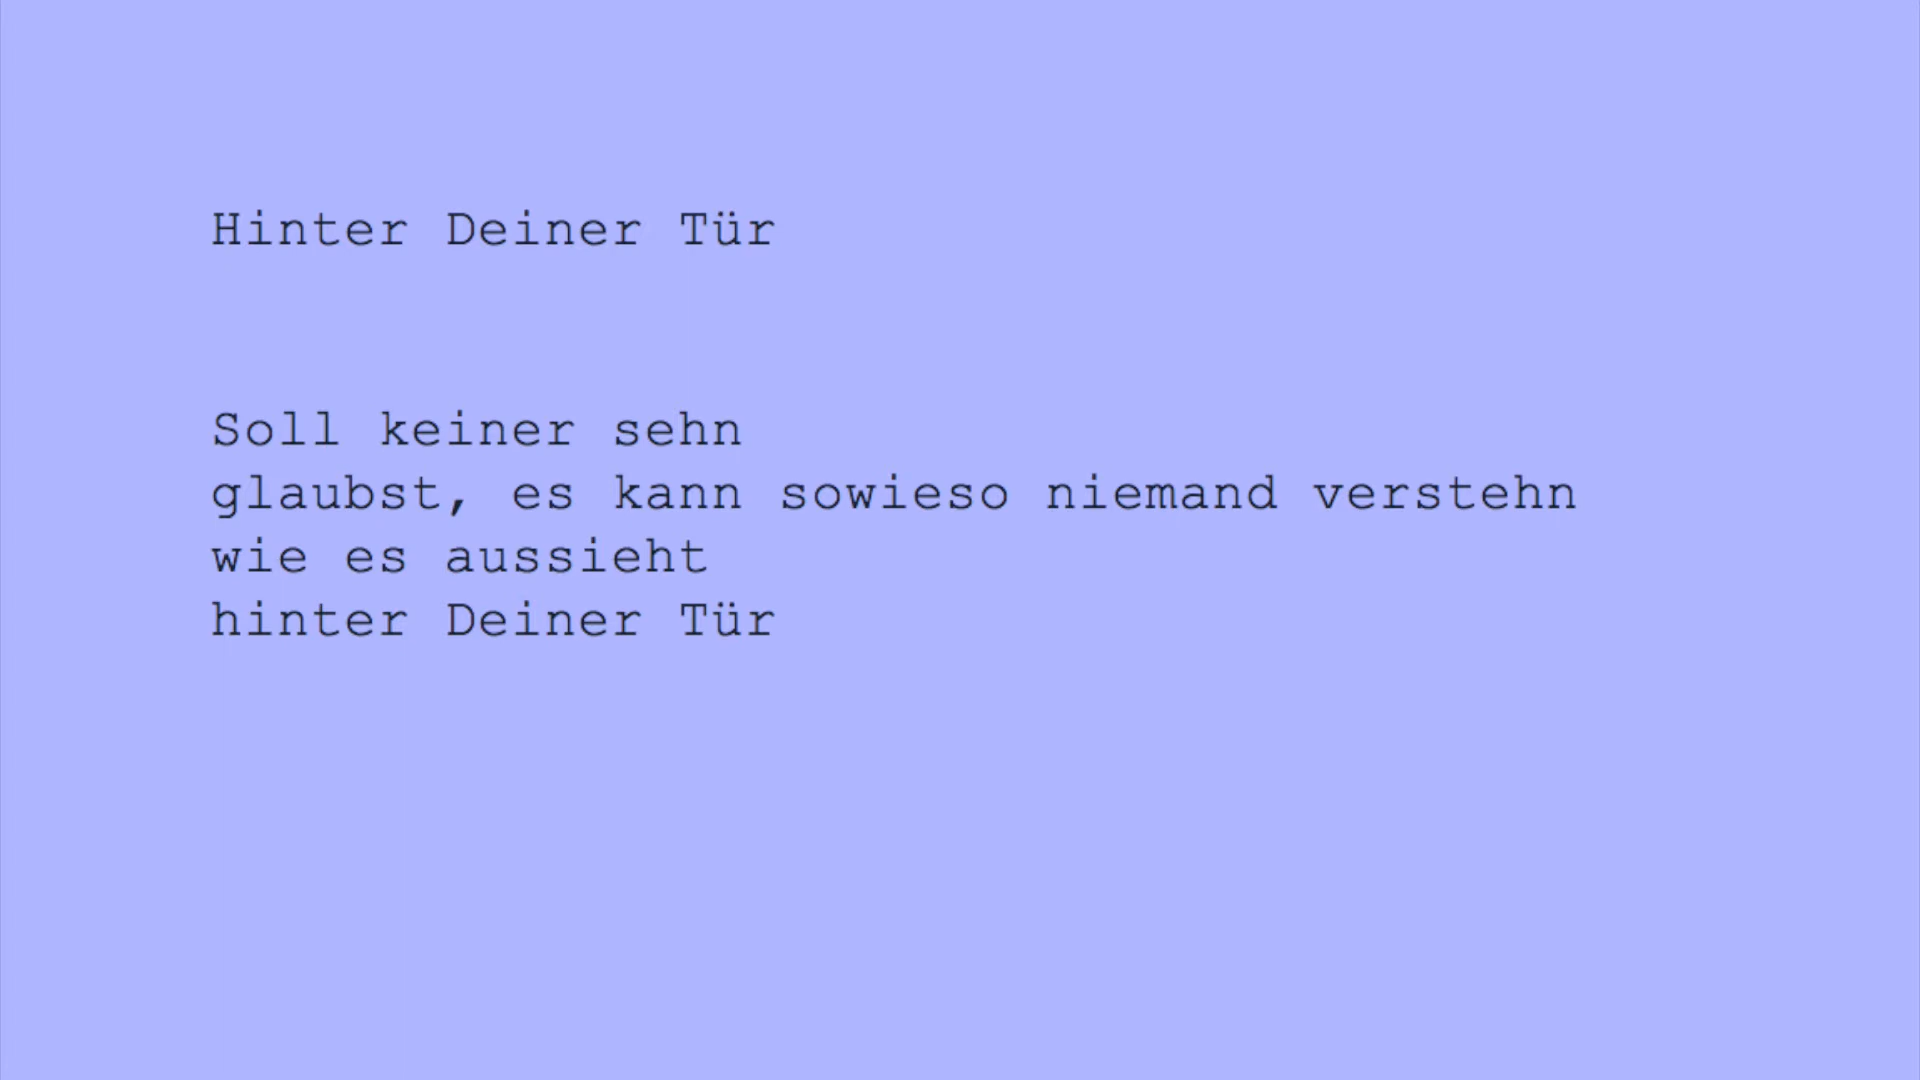 Hinter Deiner Tür
Soll keiner sehn
glaubst, es kann sowieso niemand verstehn
wie es aussieht
hinter Deiner Tür